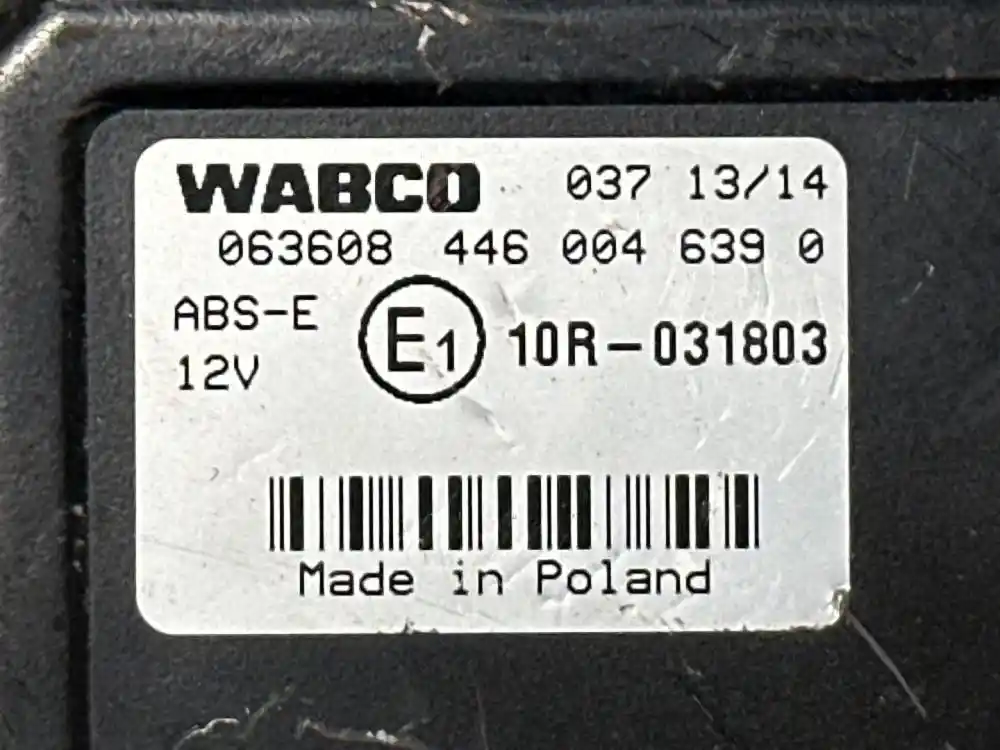 WABCO 037 13/14
063608 446 004 639 0
ABS-E
12V
E1 10R-031803
Made in Poland